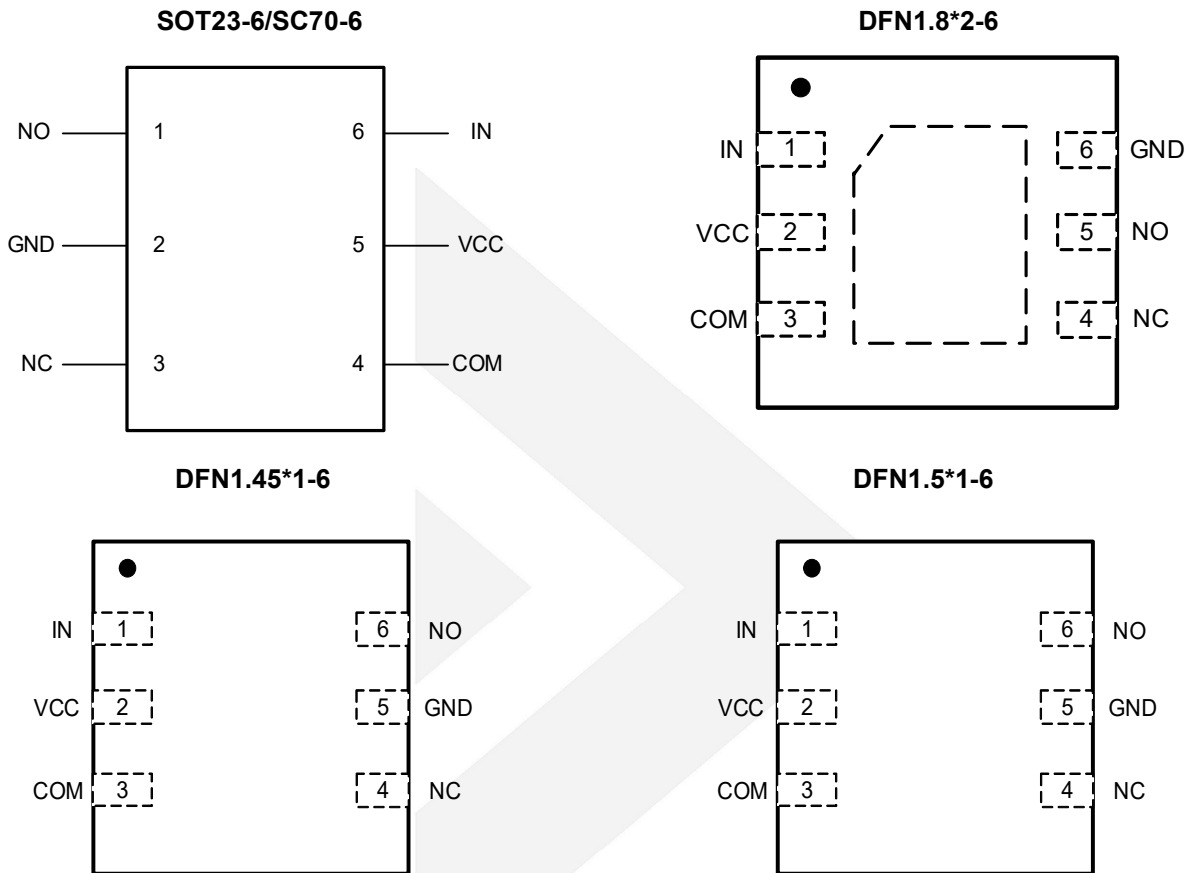 SOT23-6/SC70-6
NO 1 6 IN
GND 2 5 VCC
NC 3 4 COM
DFN1.8*2-6
IN 1 6 GND
VCC 2 5 NO
COM 3 4 NC
DFN1.45*1-6
IN 1 6 NO
VCC 2 5 GND
COM 3 4 NC
DFN1.5*1-6
IN 1 6 NO
VCC 2 5 GND
COM 3 4 NC